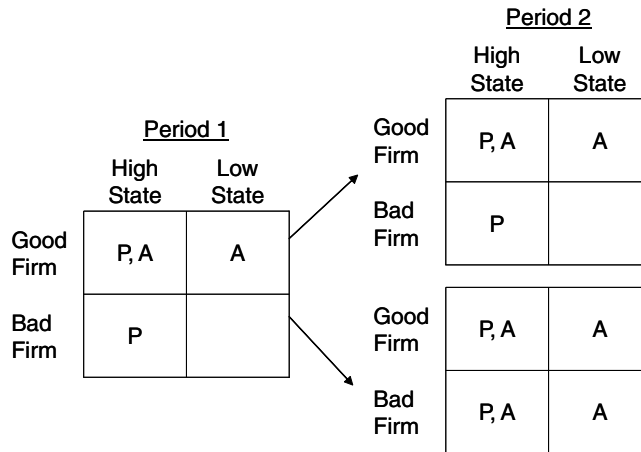 Period 2
High State Low State
Good Firm P, A A
Bad Firm P
Period 1
High State Low State
Good Firm P, A A
Bad Firm P
Good Firm P, A A
Bad Firm P, A A